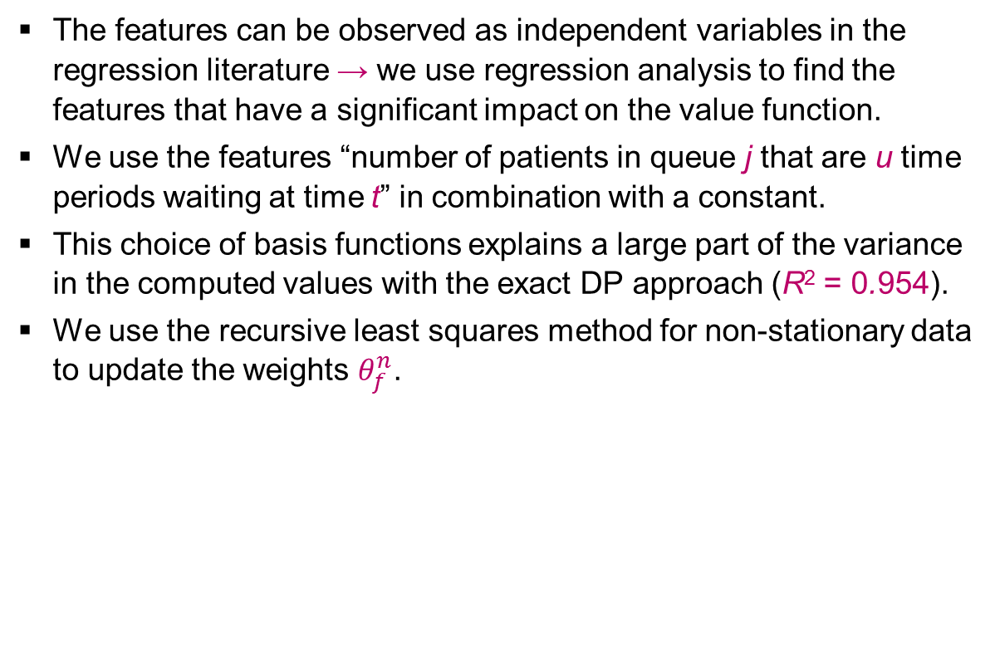 ▪ The features can be observed as independent variables in the
regression literature → we use regression analysis to find the
features that have a significant impact on the value function.
▪ We use the features “number of patients in queue j that are u time
periods waiting at time t” in combination with a constant.
▪ This choice of basis functions explains a large part of the variance
in the computed values with the exact DP approach (R² = 0.954).
▪ We use the recursive least squares method for non-stationary data
to update the weights θ_f^n.